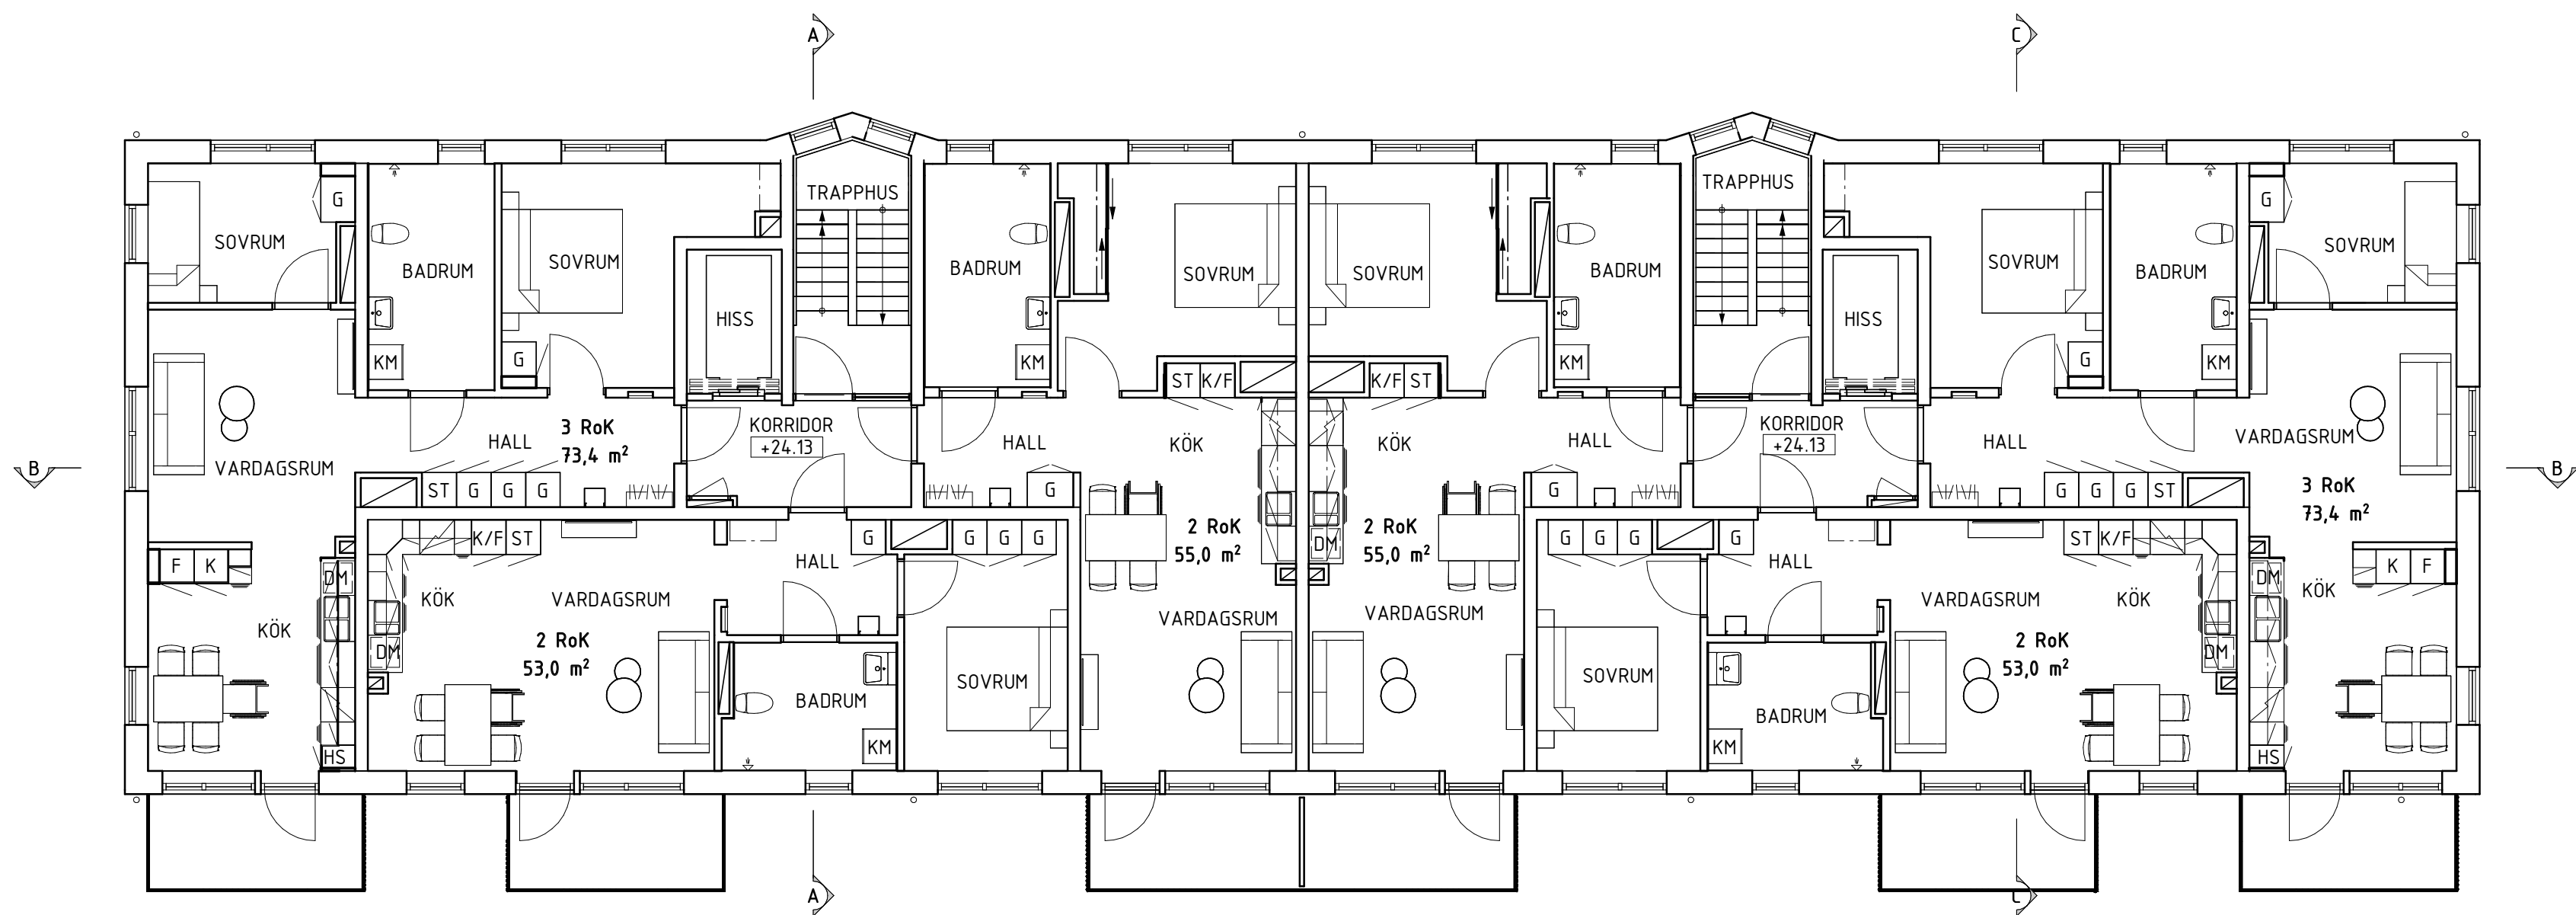 A
C
TRAPPHUS
TRAPPHUS
G
G
SOVRUM
BADRUM
SOVRUM
BADRUM
SOVRUM
SOVRUM
BADRUM
SOVRUM
BADRUM
SOVRUM
HISS
HISS
KM
G
KM
ST K/F
K/F ST
KM
G
KM
KORRIDOR
+24.13
KORRIDOR
+24.13
3 RoK
73,4 m²
HALL
HALL
KÖK
KÖK
HALL
HALL
VARDAGSRUM
VARDAGSRUM
B
B
ST G G G
G
G
G G G ST
3 RoK
73,4 m²
2 RoK
55,0 m²
2 RoK
55,0 m²
K/F ST
G
G G G
DM
G G G
G
ST K/F
F K
DM
HALL
HALL
DM
K F
KÖK
VARDAGSRUM
VARDAGSRUM
VARDAGSRUM
VARDAGSRUM
KÖK
KÖK
KÖK
2 RoK
53,0 m²
2 RoK
53,0 m²
DM
DM
SOVRUM
SOVRUM
BADRUM
BADRUM
HS
KM
KM
HS
A
C